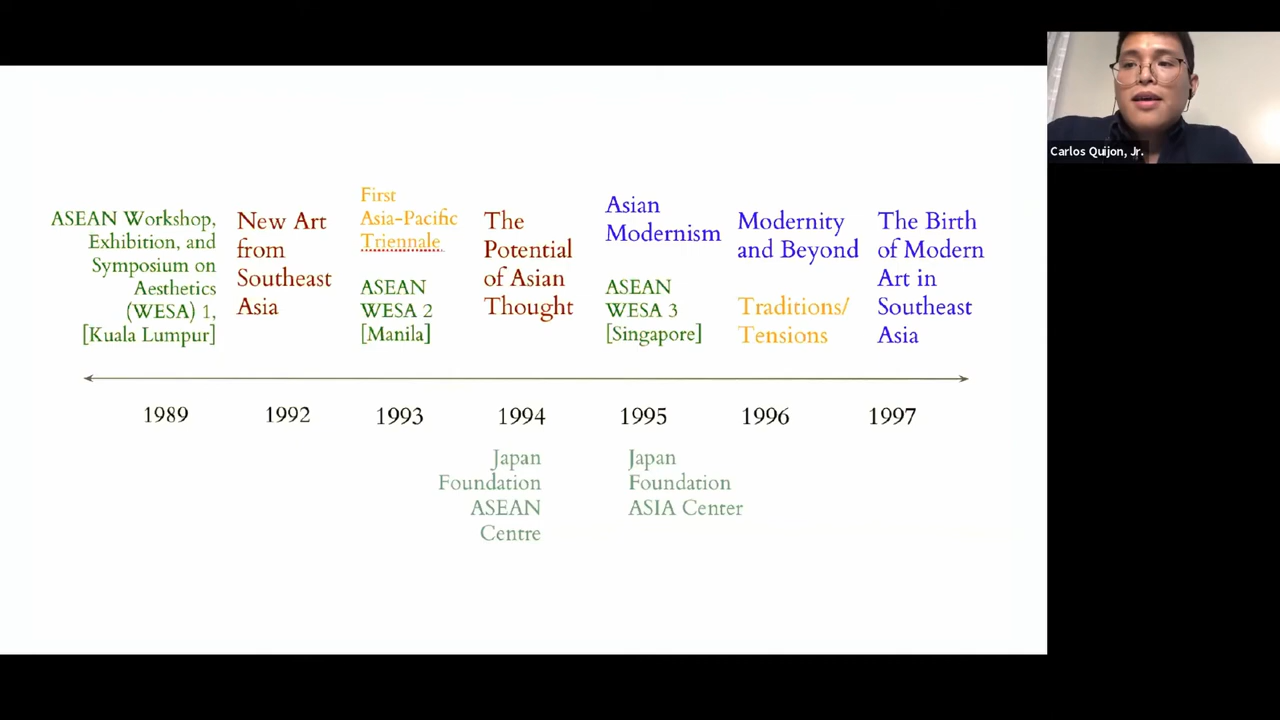 ASEAN Workshop,
Exhibition, and
Symposium on
Aesthetics
(WESA) 1,
[Kuala Lumpur]
New Art
from
Southeast
Asia
First
Asia-Pacific
Triennale
ASEAN
WESA 2
[Manila]
The
Potential
of Asian
Thought
Asian
Modernism
ASEAN
WESA 3
[Singapore]
Modernity
and Beyond
Traditions/
Tensions
The Birth
of Modern
Art in
Southeast
Asia
1989
1992
1993
1994
1995
1996
1997
Japan
Foundation
ASEAN
Centre
Japan
Foundation
ASIA Center
Carlos Quijon, Jr.